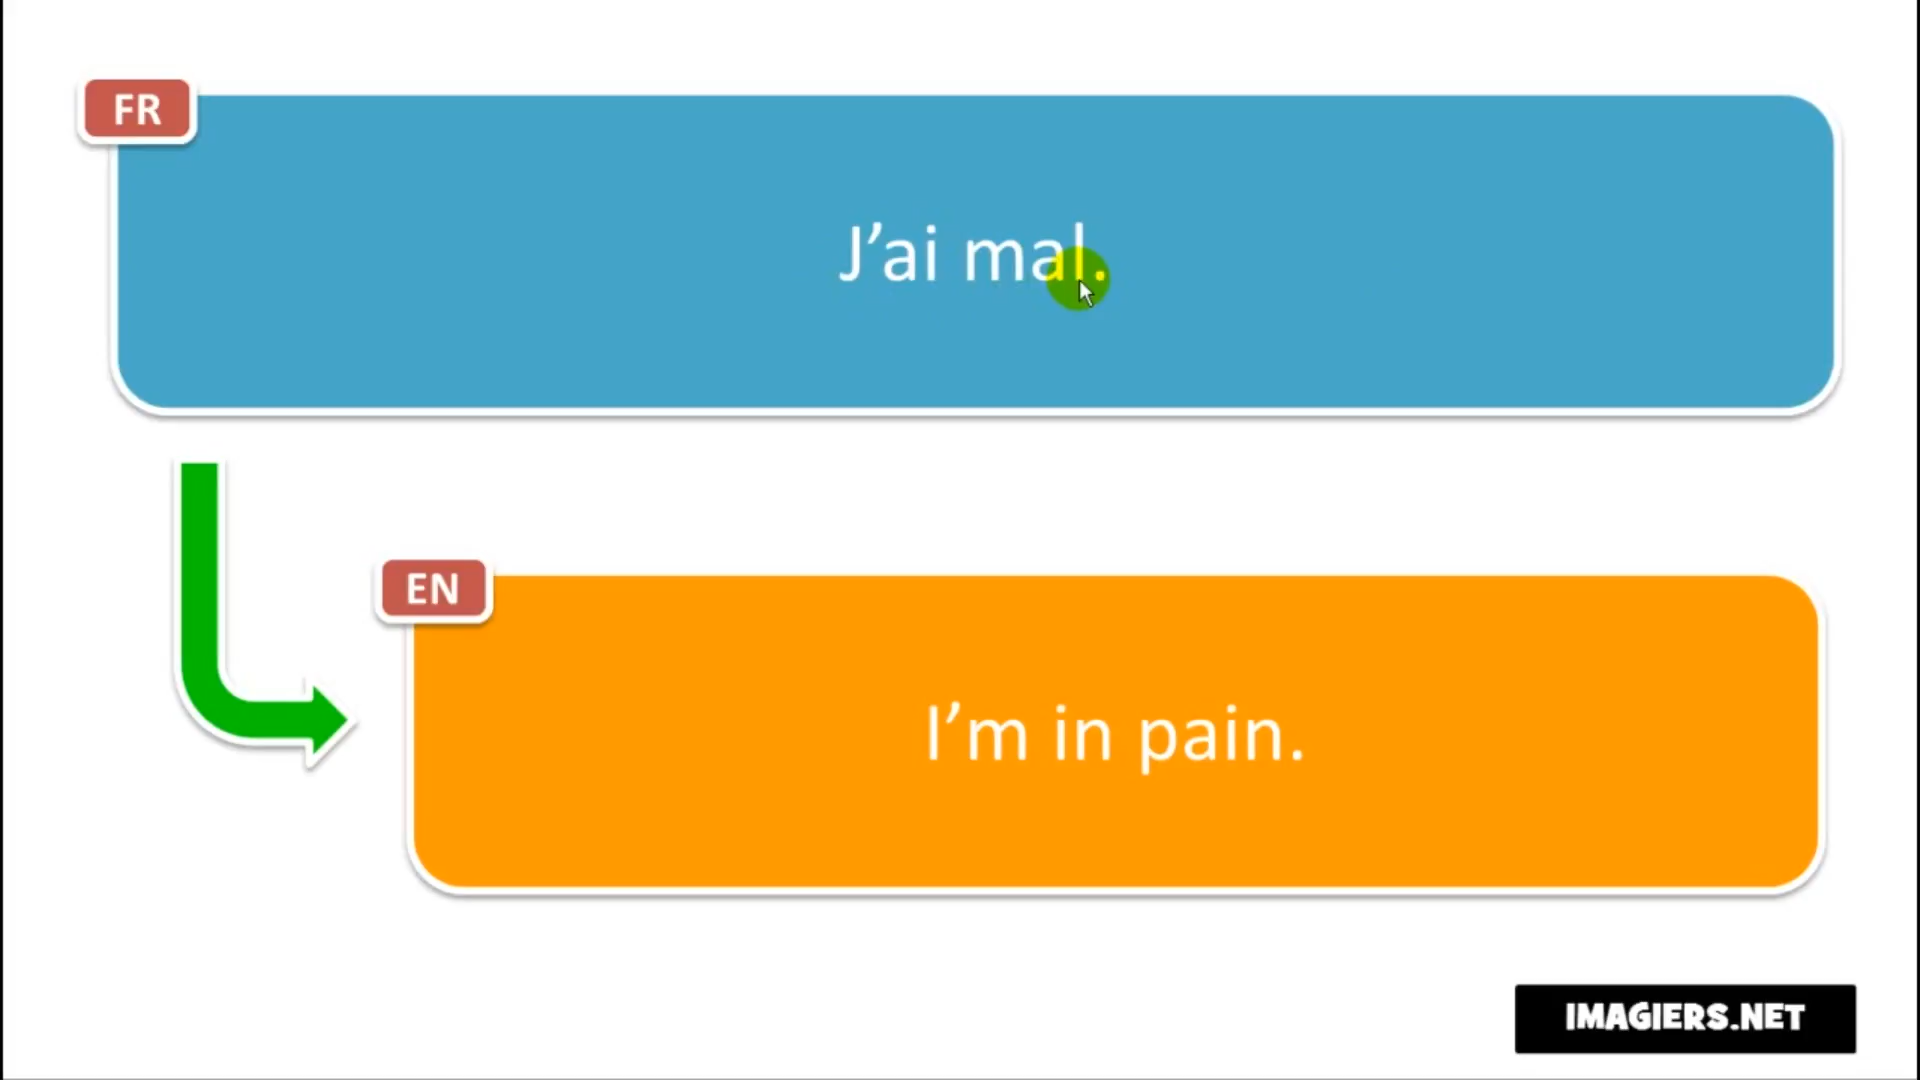 FR
J’ai mal.
EN
I’m in pain.
IMAGIERS.NET